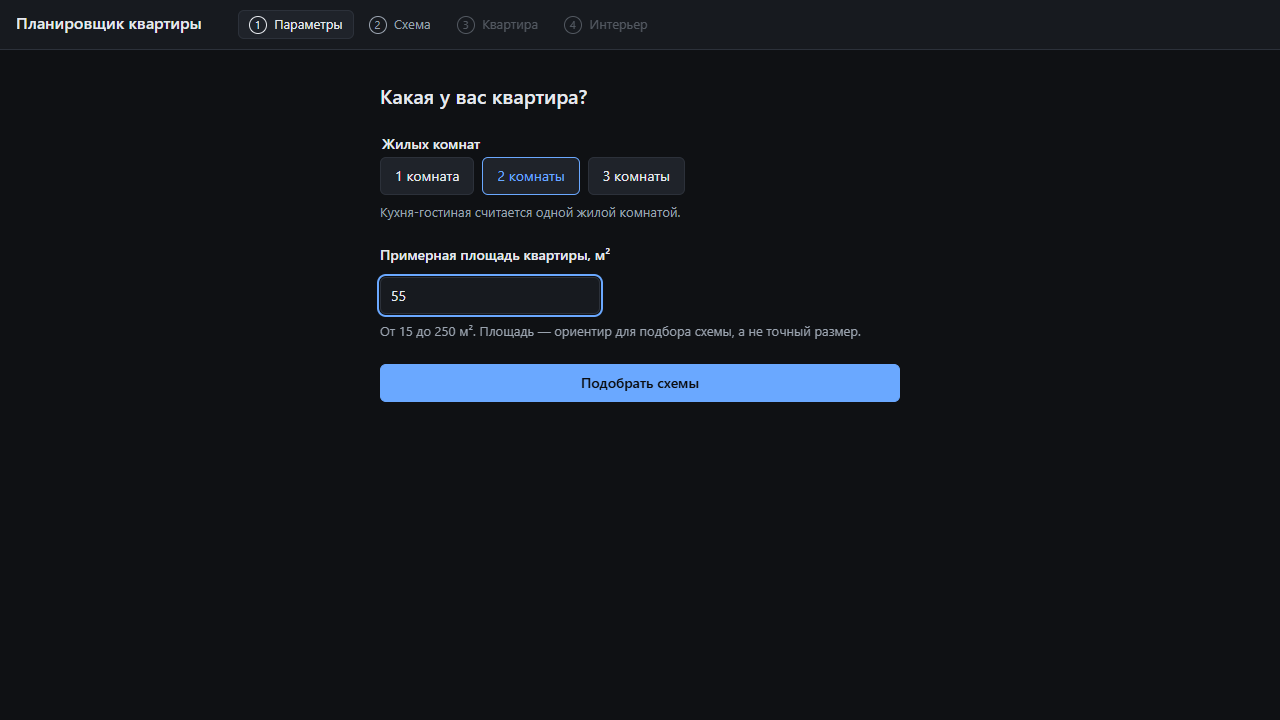 Планировщик квартиры 1 Параметры 2 Схема 3 Квартира 4 Интерьер
Какая у вас квартира?
Жилых комнат
1 комната 2 комнаты 3 комнаты
Кухня-гостиная считается одной жилой комнатой.
Примерная площадь квартиры, м²
55
От 15 до 250 м². Площадь — ориентир для подбора схемы, а не точный размер.
Подобрать схемы